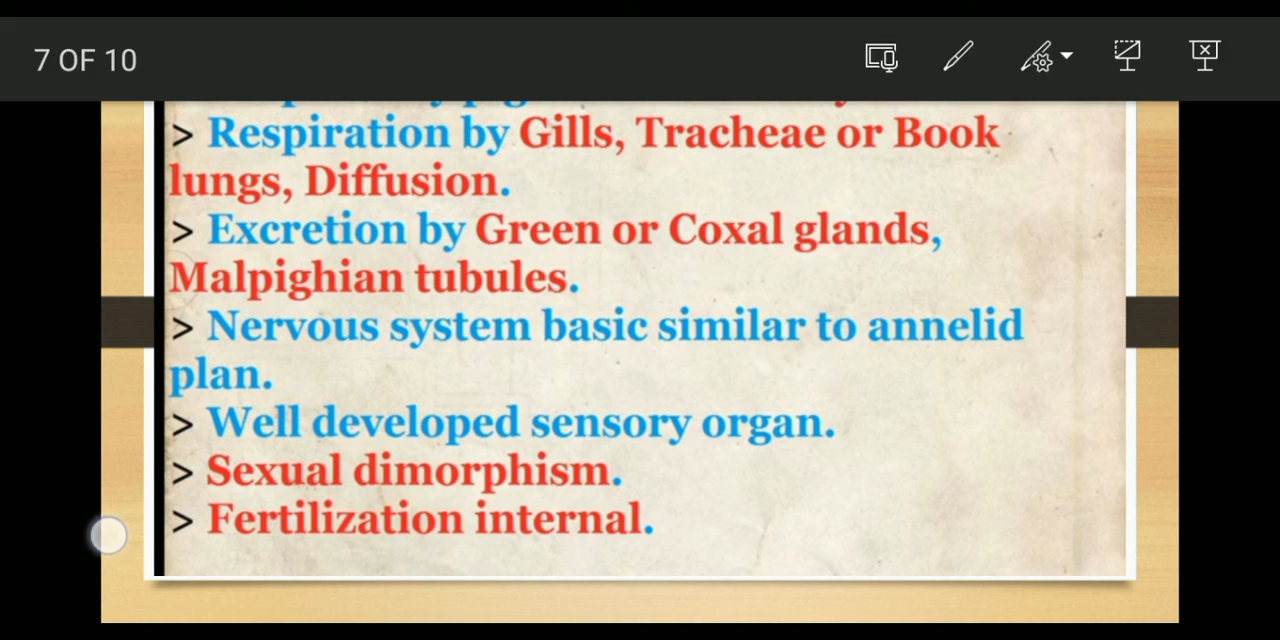 7 OF 10
> Respiration by Gills, Tracheae or Book
lungs, Diffusion.
> Excretion by Green or Coxal glands,
Malpighian tubules.
> Nervous system basic similar to annelid
plan.
> Well developed sensory organ.
> Sexual dimorphism.
> Fertilization internal.